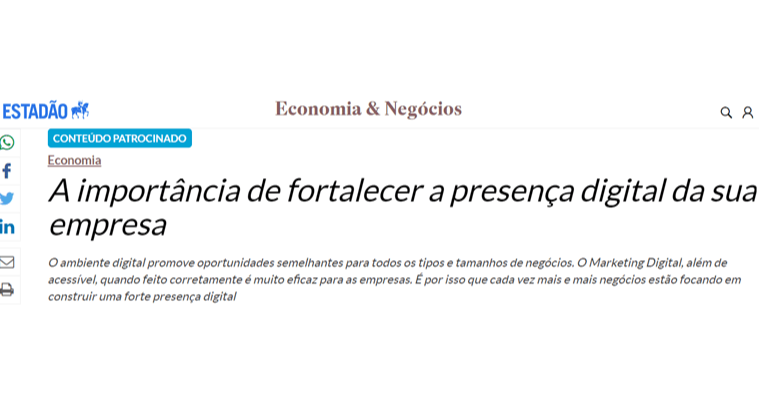 ESTADÃO
Economia & Negócios
CONTEÚDO PATROCINADO
Economia
A importância de fortalecer a presença digital da sua
empresa
O ambiente digital promove oportunidades semelhantes para todos os tipos e tamanhos de negócios. O Marketing Digital, além de
acessível, quando feito corretamente é muito eficaz para as empresas. É por isso que cada vez mais e mais negócios estão focando em
construir uma forte presença digital